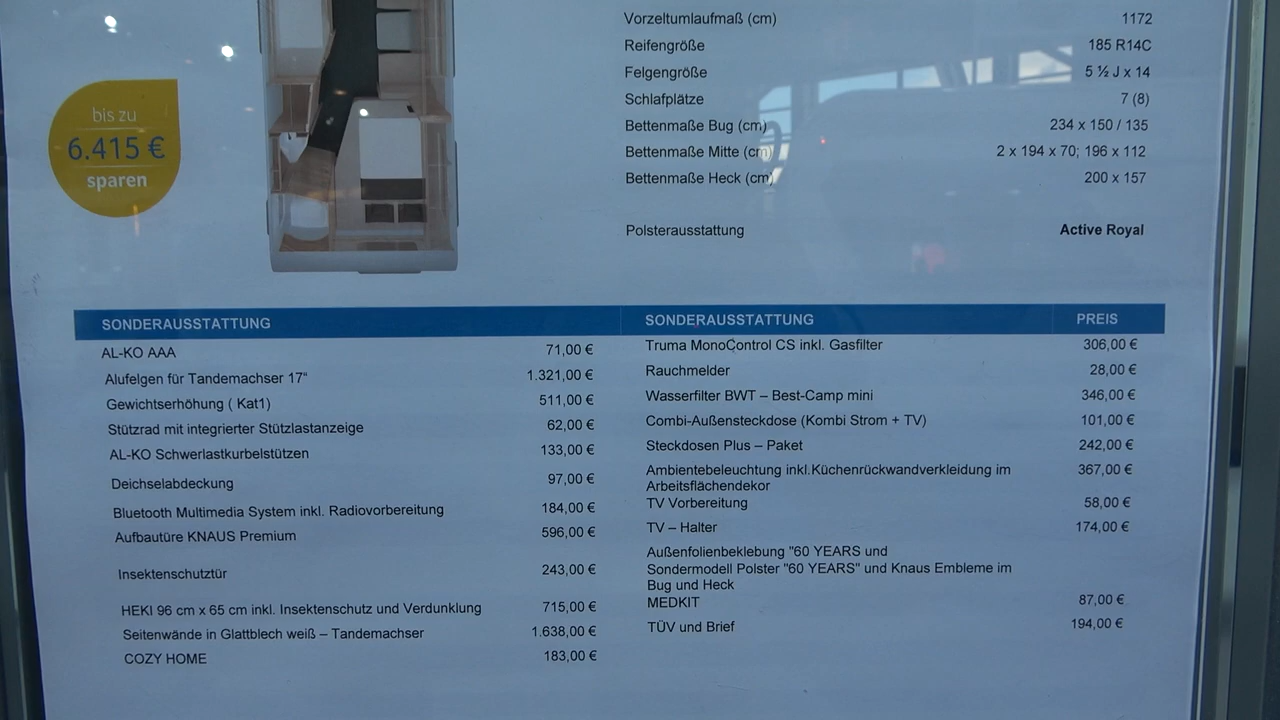 bis zu
6.415 €
sparen
Vorzeltumlaufmaß (cm) 1172
Reifengröße 185 R14C
Felgengröße 5 ½ J x 14
Schlafplätze 7 (8)
Bettenmaße Bug (cm) 234 x 150 / 135
Bettenmaße Mitte (cm) 2 x 194 x 70; 196 x 112
Bettenmaße Heck (cm) 200 x 157
Polsterausstattung Active Royal
SONDERAUSSTATTUNG
AL-KO AAA 71,00 €
Alufelgen für Tandemachser 17" 1.321,00 €
Gewichtserhöhung ( Kat1) 511,00 €
Stützrad mit integrierter Stützlastanzeige 62,00 €
AL-KO Schwerlastkurbelstützen 133,00 €
Deichselabdeckung 97,00 €
Bluetooth Multimedia System inkl. Radiovorbereitung 184,00 €
Aufbautüre KNAUS Premium 596,00 €
Insektenschutztür 243,00 €
HEKI 96 cm x 65 cm inkl. Insektenschutz und Verdunklung 715,00 €
Seitenwände in Glattblech weiß – Tandemachser 1.638,00 €
COZY HOME 183,00 €
SONDERAUSSTATTUNG PREIS
Truma MonoControl CS inkl. Gasfilter 306,00 €
Rauchmelder 28,00 €
Wasserfilter BWT – Best-Camp mini 346,00 €
Combi-Außensteckdose (Kombi Strom + TV) 101,00 €
Steckdosen Plus – Paket 242,00 €
Ambientebeleuchtung inkl.Küchenrückwandverkleidung im 367,00 €
Arbeitsflächendekor
TV Vorbereitung 58,00 €
TV – Halter 174,00 €
Außenfolienbeklebung "60 YEARS und
Sondermodell Polster "60 YEARS" und Knaus Embleme im
Bug und Heck
MEDKIT 87,00 €
TÜV und Brief 194,00 €